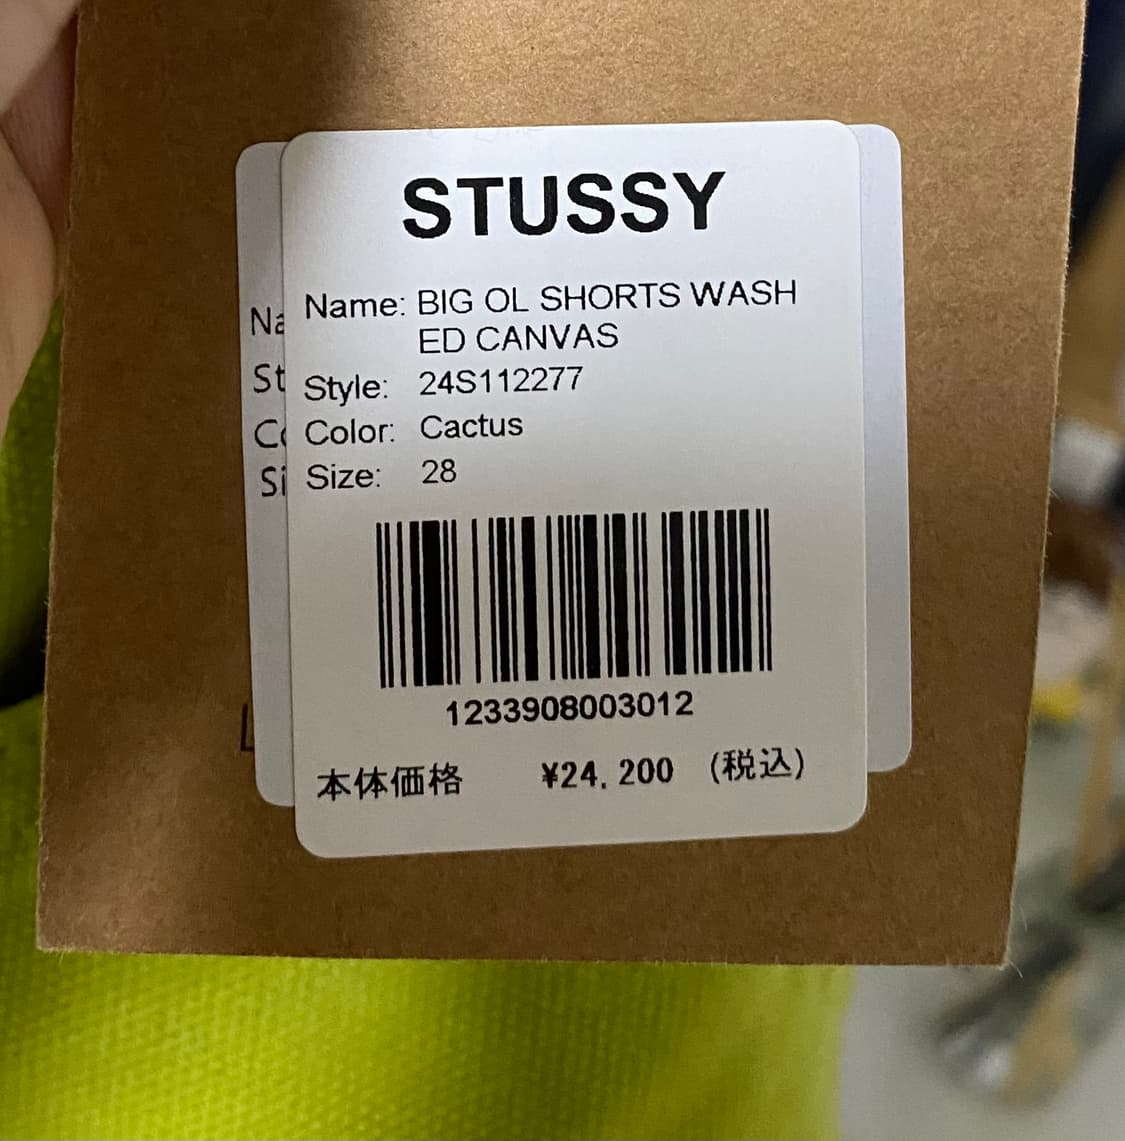 STUSSY
Name: BIG OL SHORTS WASH
ED CANVAS
Style: 24S112277
Color: Cactus
Size: 28
1233908003012
本体価格 ¥24,200 (税込)